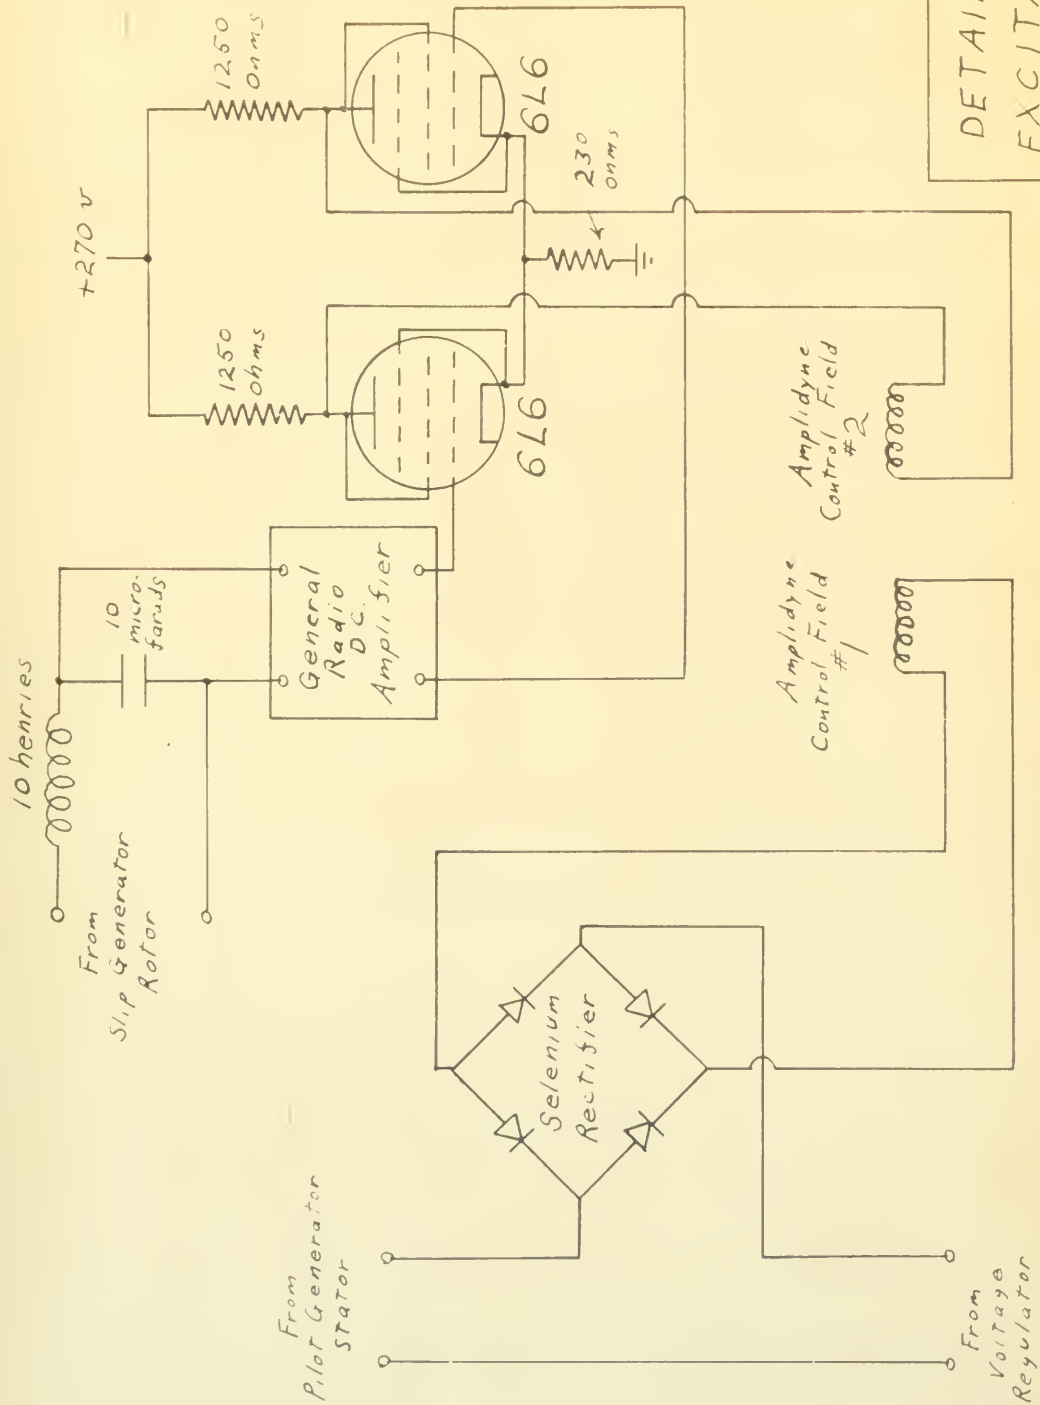 +270 v
1250
ohms
1250
ohms
10 henries
10
micro-
farads
From
Slip Generator
Rotor
General
Radio
D.C.
Amplifier
6L6
6L6
230
ohms
Amplidyne
Control Field
#2
Amplidyne
Control Field
#1
Selenium
Rectifier
From
Pilot Generator
Stator
From
Voltage
Regulator
DETAIL
EXCITA